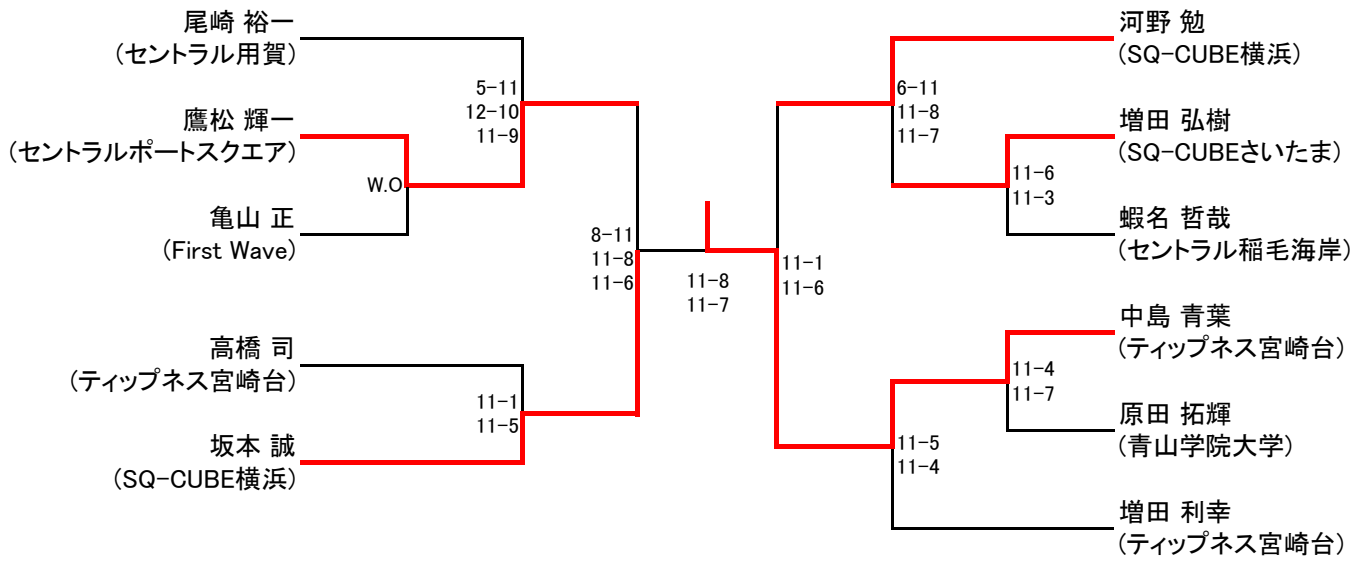 尾崎 裕一
(セントラル用賀)
5-11
12-10
11-9
鷹松 輝一
(セントラルポートスクエア)
W.O
亀山 正
(First Wave)
8-11
11-8
11-6
高橋 司
(ティップネス宮崎台)
11-1
11-5
坂本 誠
(SQ-CUBE横浜)
11-8
11-7
河野 勉
(SQ-CUBE横浜)
6-11
11-8
11-7
増田 弘樹
(SQ-CUBEさいたま)
11-6
11-3
蝦名 哲哉
(セントラル稲毛海岸)
11-1
11-6
中島 青葉
(ティップネス宮崎台)
11-4
11-7
原田 拓輝
(青山学院大学)
11-5
11-4
増田 利幸
(ティップネス宮崎台)